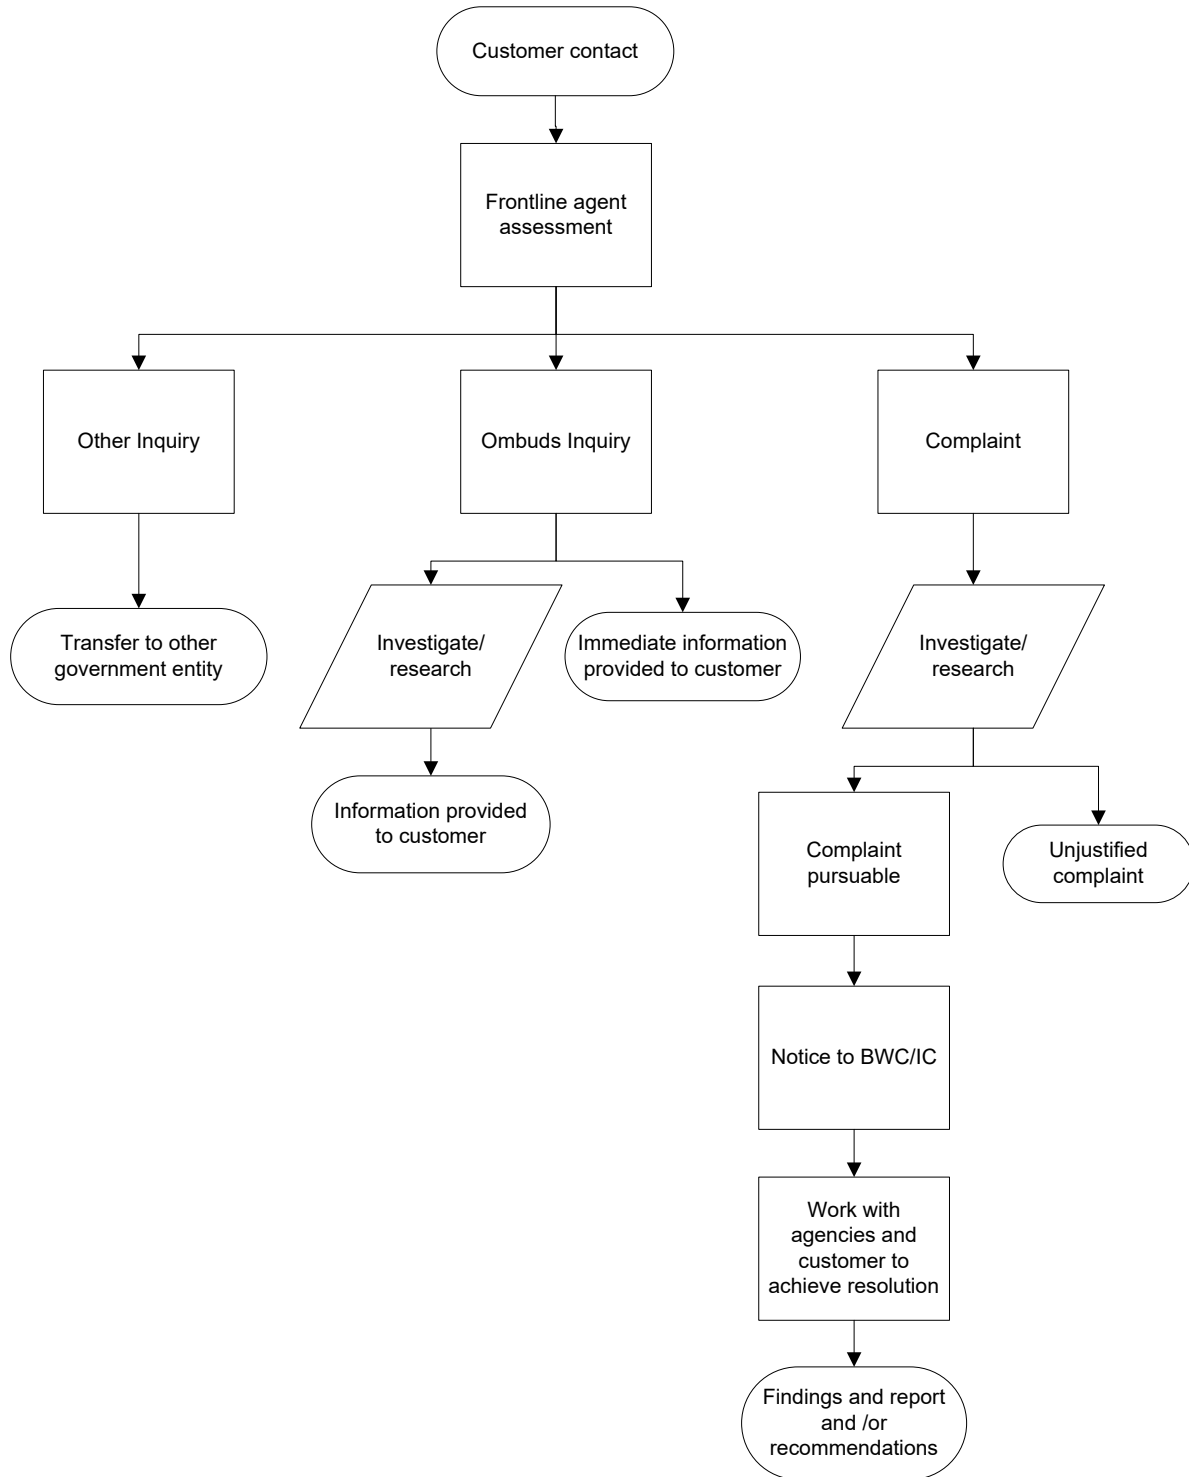 Customer contact
Frontline agent
assessment
Other Inquiry
Ombuds Inquiry
Complaint
Transfer to other
government entity
Investigate/
research
Immediate information
provided to customer
Investigate/
research
Information provided
to customer
Complaint
pursuable
Unjustified
complaint
Notice to BWC/IC
Work with
agencies and
customer to
achieve resolution
Findings and report
and /or
recommendations